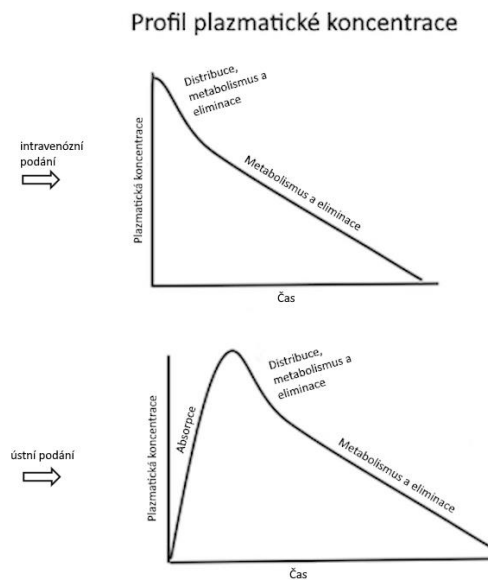 Profil plazmatické koncentrace
Distribuce,
metabolismus a
eliminace
intravenózní
podání
Plazmatická koncentrace
Metabolismus a eliminace
Čas
Distribuce,
metabolismus a
eliminace
Absorpce
ústní podání
Plazmatická koncentrace
Metabolismus a eliminace
Čas